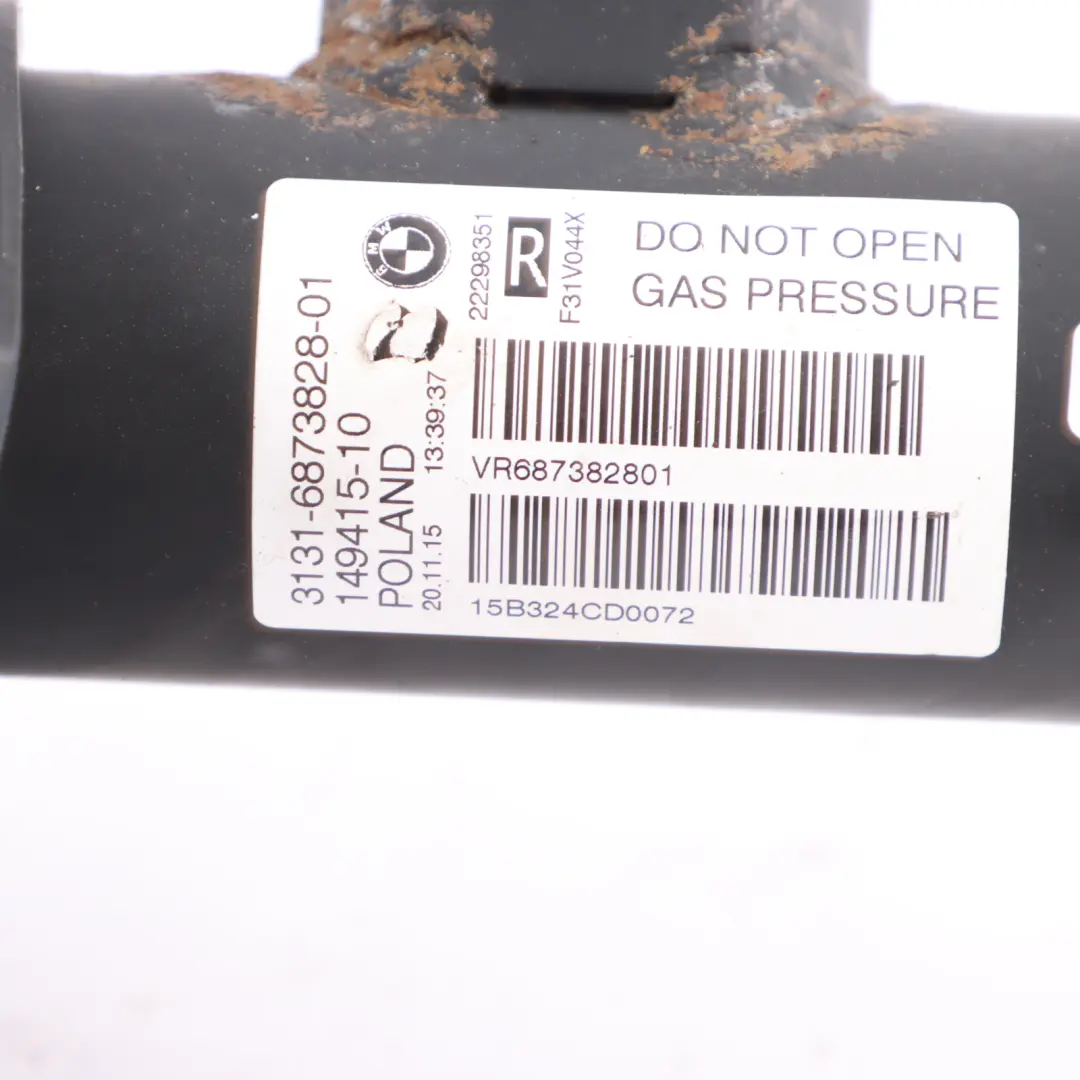 3131-6873828-01
149415-10
POLAND
20.11.15 13:39:37
BMW
22298351
R
F31V044X
DO NOT OPEN
GAS PRESSURE
VR687382801
15B324CD0072